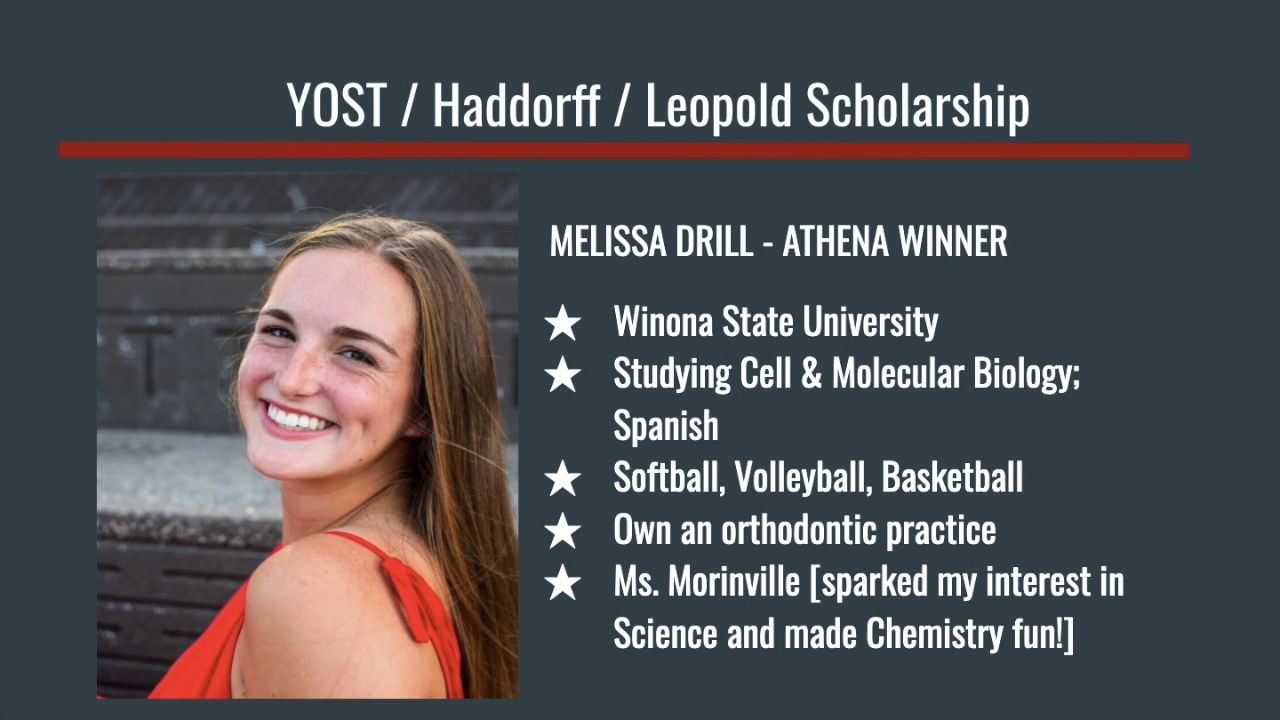 YOST / Haddorff / Leopold Scholarship
MELISSA DRILL - ATHENA WINNER
★ Winona State University
★ Studying Cell & Molecular Biology;
Spanish
★ Softball, Volleyball, Basketball
★ Own an orthodontic practice
★ Ms. Morinville [sparked my interest in
Science and made Chemistry fun!]